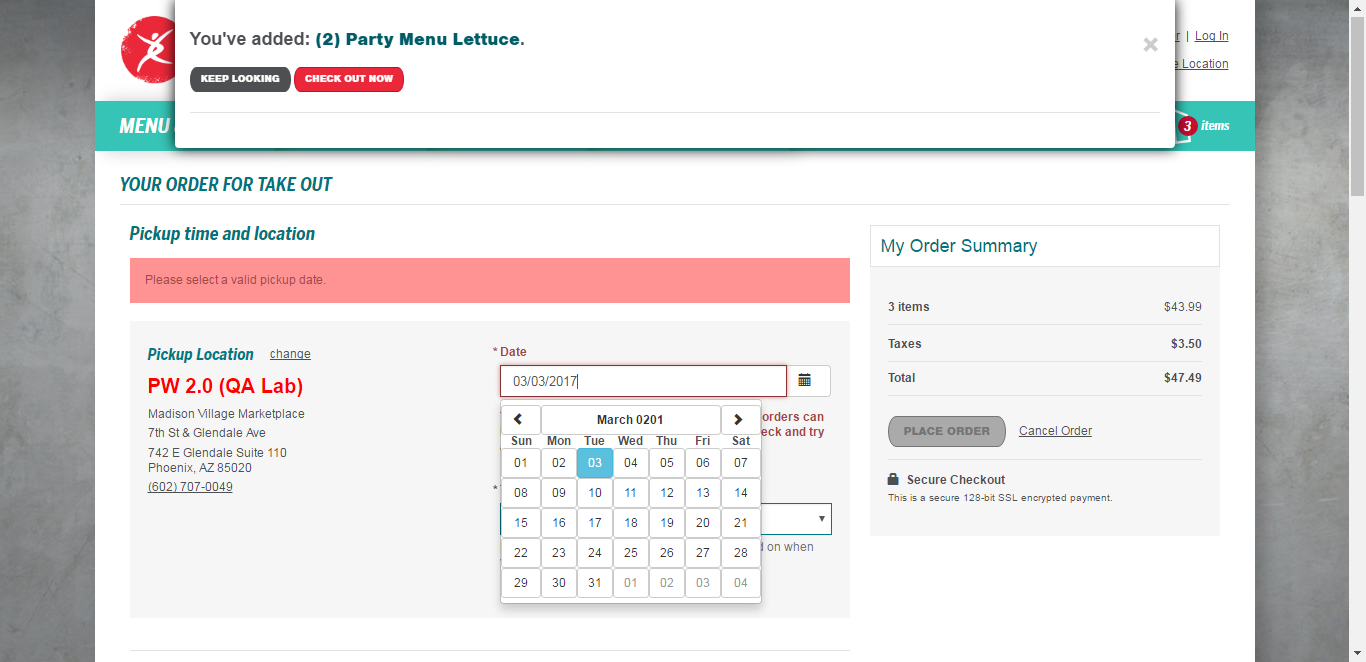 You've added: (2) Party Menu Lettuce.
×
KEEP LOOKING CHECK OUT NOW
Log In
Location
MENU
3 items
YOUR ORDER FOR TAKE OUT
Pickup time and location
Please select a valid pickup date.
Pickup Location change
PW 2.0 (QA Lab)
Madison Village Marketplace
7th St & Glendale Ave
742 E Glendale Suite 110
Phoenix, AZ 85020
(602) 707-0049
* Date
03/03/2017
orders can
and try
March 0201
Sun Mon Tue Wed Thu Fri Sat
01 02 03 04 05 06 07
08 09 10 11 12 13 14
15 16 17 18 19 20 21
22 23 24 25 26 27 28
29 30 31 01 02 03 04
*
on when
My Order Summary
3 items $43.99
Taxes $3.50
Total $47.49
PLACE ORDER Cancel Order
Secure Checkout
This is a secure 128-bit SSL encrypted payment.